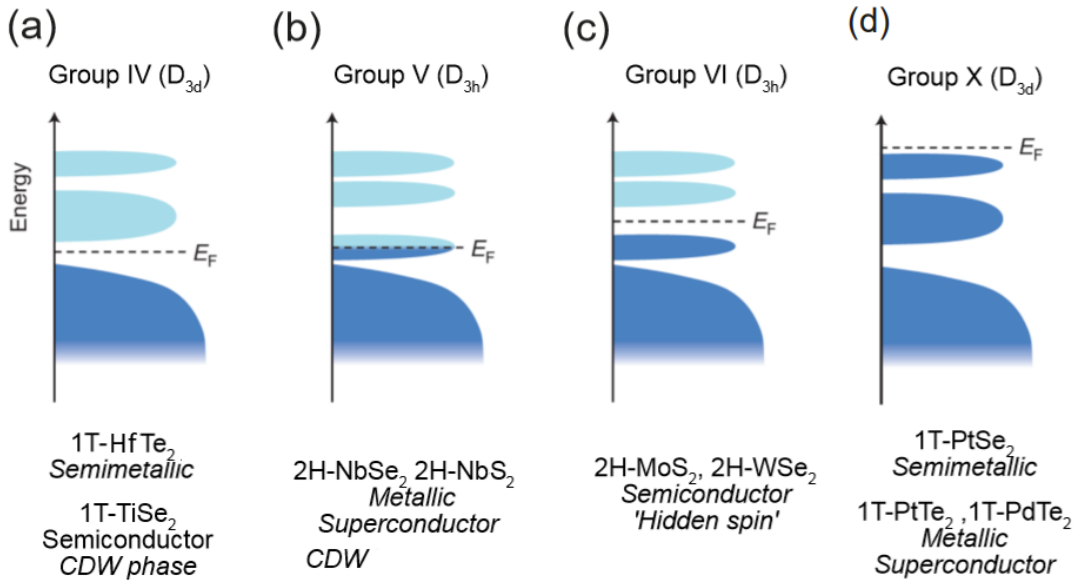 (a)
Group IV (D3d)
Energy
EF
1T-HfTe2
Semimetallic
1T-TiSe2
Semiconductor
CDW phase
(b)
Group V (D3h)
EF
2H-NbSe2 2H-NbS2
Metallic
Superconductor
CDW
(c)
Group VI (D3h)
EF
2H-MoS2, 2H-WSe2
Semiconductor
'Hidden spin'
(d)
Group X (D3d)
EF
1T-PtSe2
Semimetallic
1T-PtTe2 ,1T-PdTe2
Metallic
Superconductor